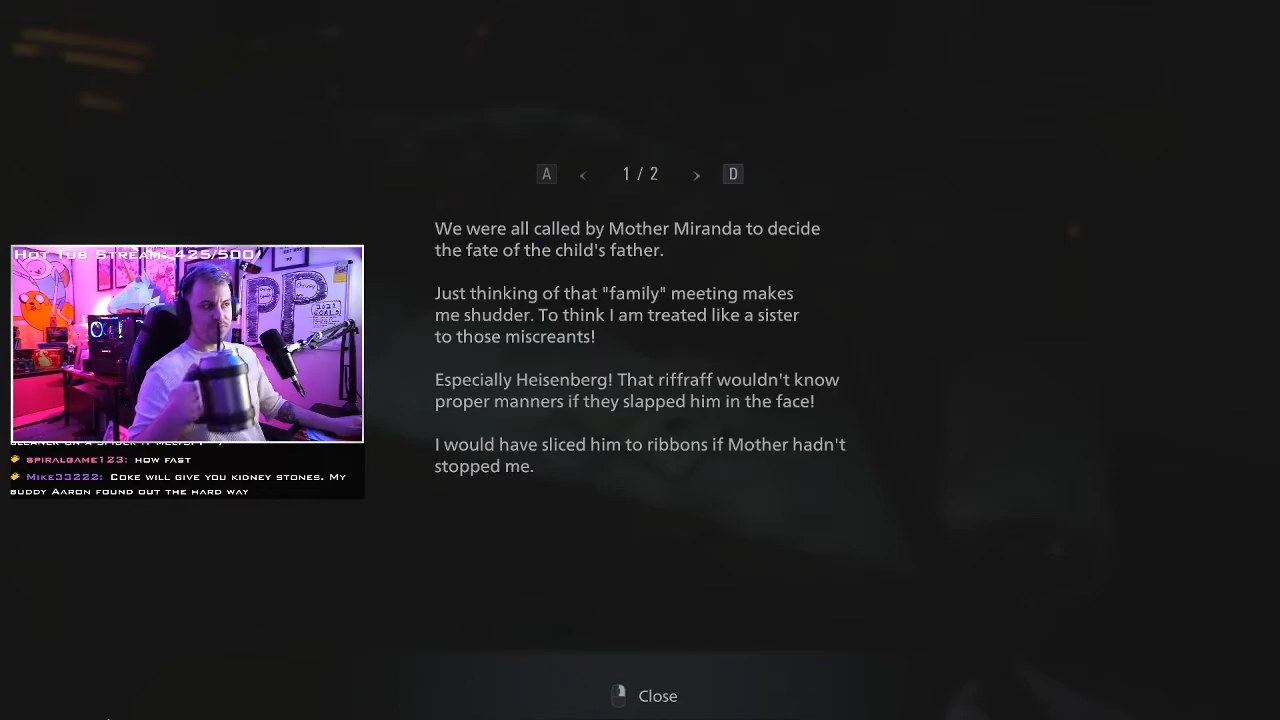 A < 1 / 2 > D
We were all called by Mother Miranda to decide
the fate of the child's father.
Just thinking of that "family" meeting makes
me shudder. To think I am treated like a sister
to those miscreants!
Especially Heisenberg! That riffraff wouldn't know
proper manners if they slapped him in the face!
I would have sliced him to ribbons if Mother hadn't
stopped me.
Hot Tub Stream: 425/500
PP
2021
GOALS
spiralgame123: how fast
Mike33222: Coke will give you kidney stones. My
buddy Aaron found out the hard way
Close